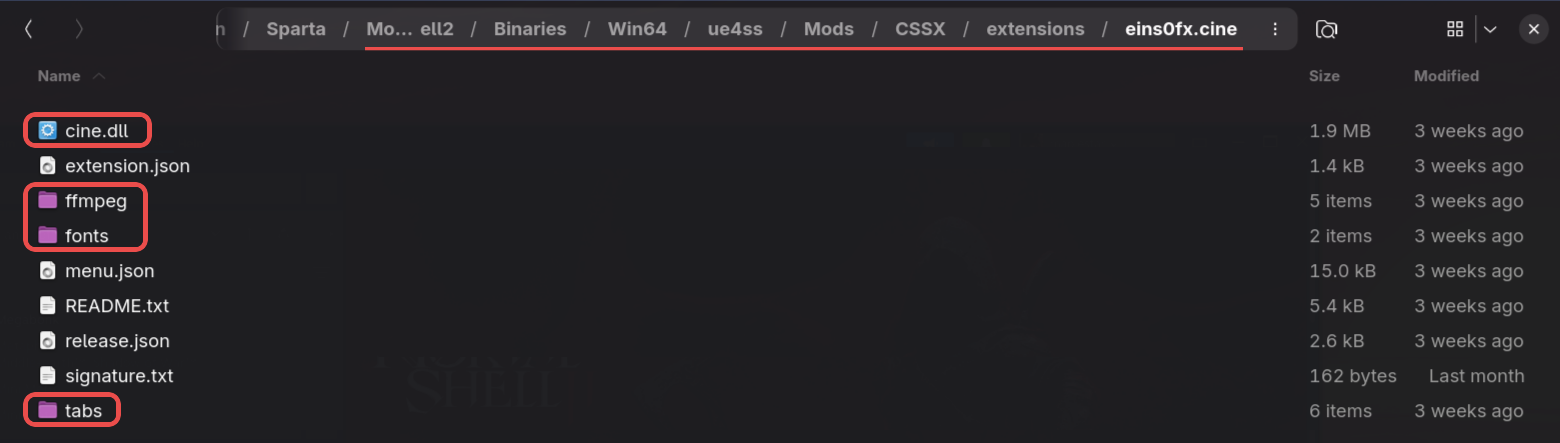 n / Sparta / Mo... ell2 / Binaries / Win64 / ue4ss / Mods / CSSX / extensions / eins0fx.cine
Name Size Modified
cine.dll 1.9 MB 3 weeks ago
extension.json 1.4 kB 3 weeks ago
ffmpeg 5 items 3 weeks ago
fonts 2 items 3 weeks ago
menu.json 15.0 kB 3 weeks ago
README.txt 5.4 kB 3 weeks ago
release.json 2.6 kB 3 weeks ago
signature.txt 162 bytes Last month
tabs 6 items 3 weeks ago
SHELL